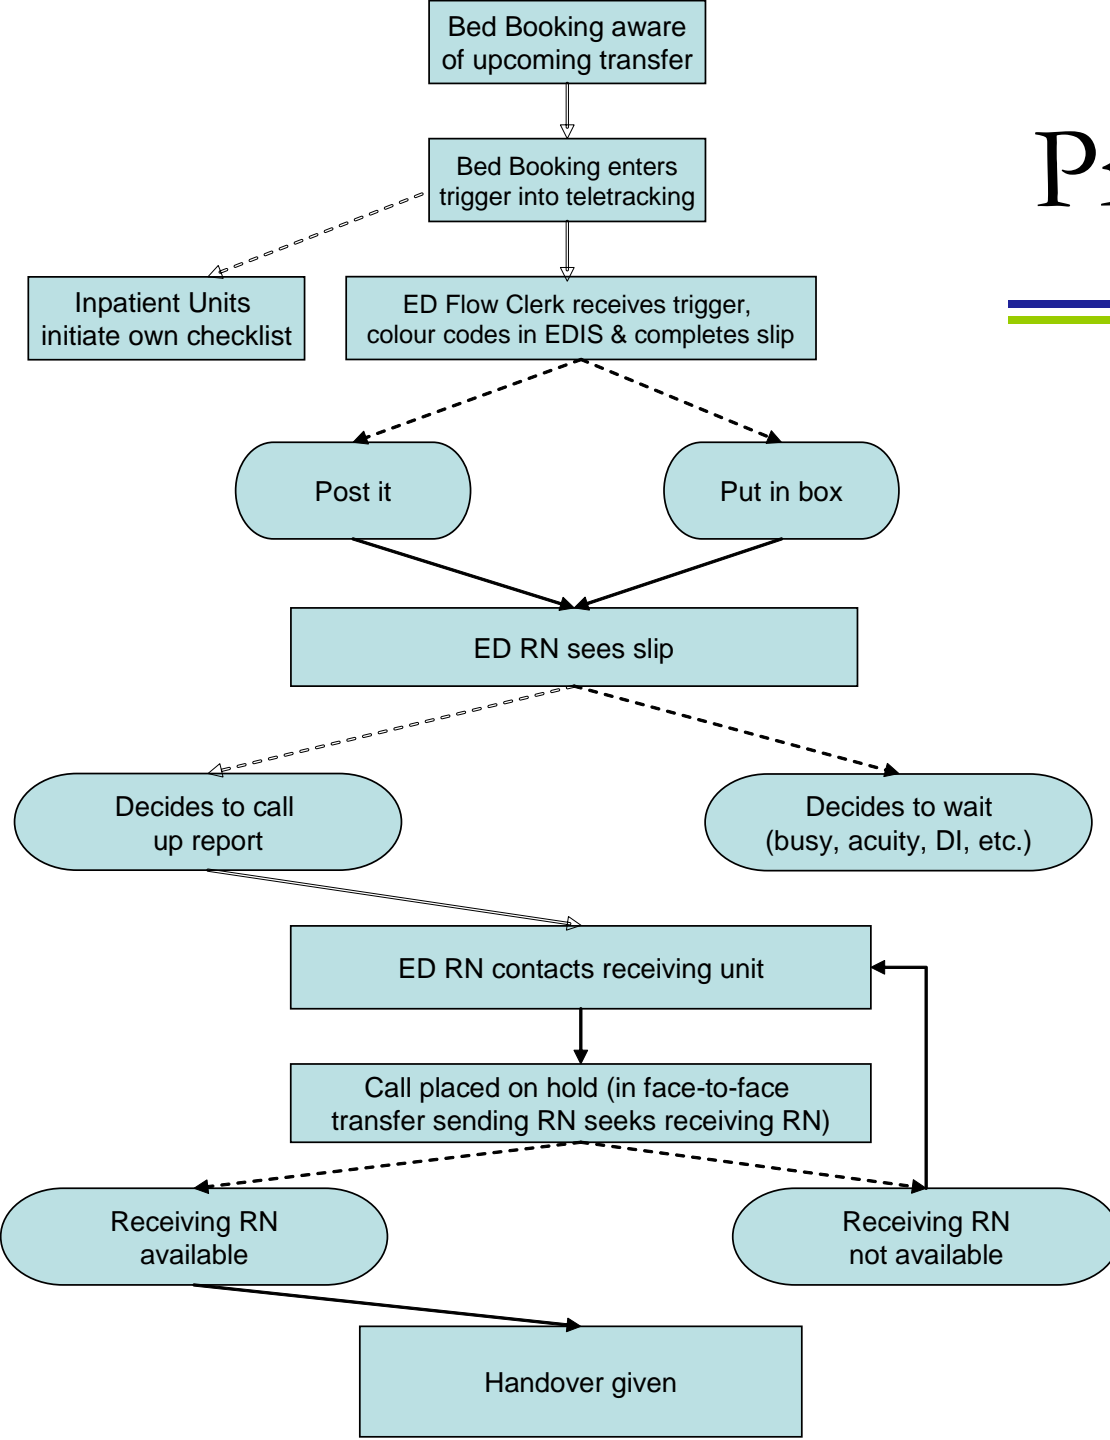 Bed Booking aware
of upcoming transfer
Bed Booking enters
trigger into teletracking
Inpatient Units
initiate own checklist
ED Flow Clerk receives trigger,
colour codes in EDIS & completes slip
Post it
Put in box
ED RN sees slip
Decides to call
up report
Decides to wait
(busy, acuity, DI, etc.)
ED RN contacts receiving unit
Call placed on hold (in face-to-face
transfer sending RN seeks receiving RN)
Receiving RN
available
Receiving RN
not available
Handover given